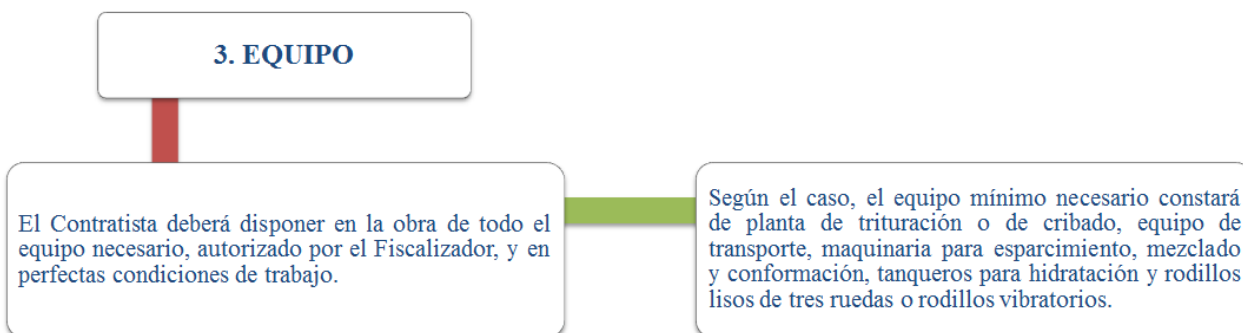 3. EQUIPO
El Contratista deberá disponer en la obra de todo el
equipo necesario, autorizado por el Fiscalizador, y en
perfectas condiciones de trabajo.
Según el caso, el equipo mínimo necesario constará
de planta de trituración o de cribado, equipo de
transporte, maquinaria para esparcimiento, mezclado
y conformación, tanqueros para hidratación y rodillos
lisos de tres ruedas o rodillos vibratorios.